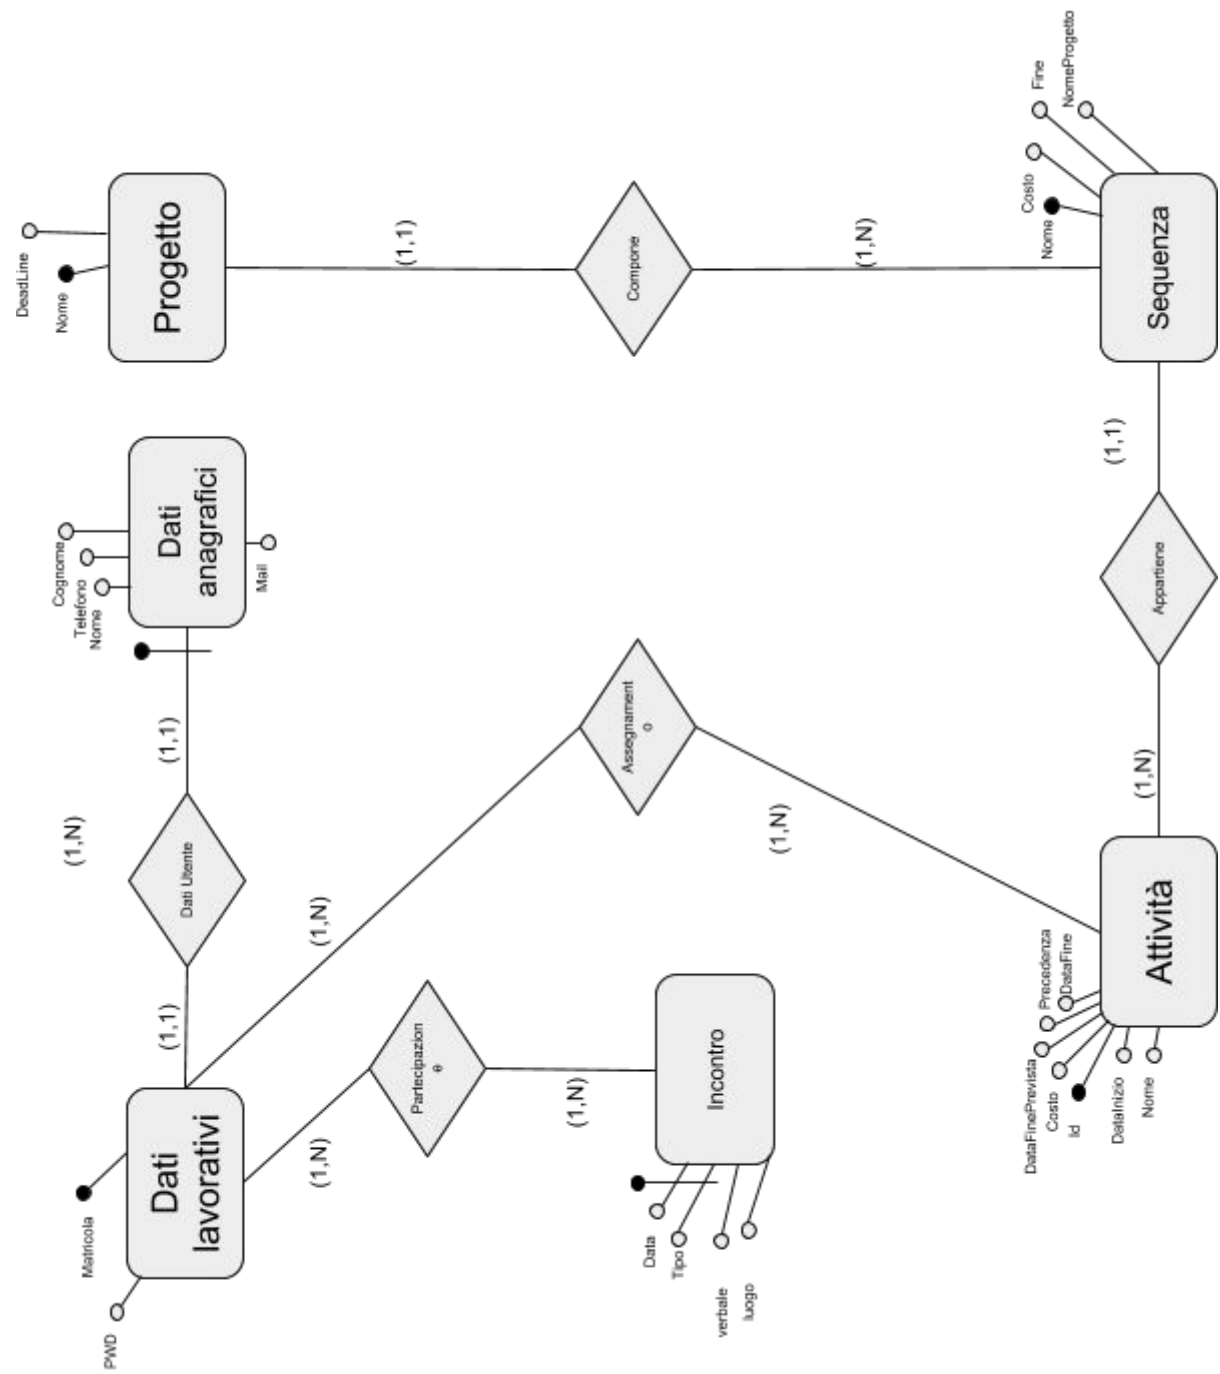 PWD
Matricola
Dati
lavorativi
(1,1)
Dati Utente
(1,N)
(1,1)
Cognome
Telefono
Nome
Dati
anagrafici
Mail
DeadLine
Nome
Progetto
(1,N)
Partecipazion
e
(1,N)
(1,N)
Assegnament
o
(1,N)
(1,1)
Compone
(1,N)
Data
Tipo
verbale
luogo
Incontro
DataFinePrevista
Costo
Id
DataInizio
Nome
Precedenza
DataFine
Attività
(1,N)
Appartiene
(1,1)
Nome
Costo
Fine
NomeProgetto
Sequenza